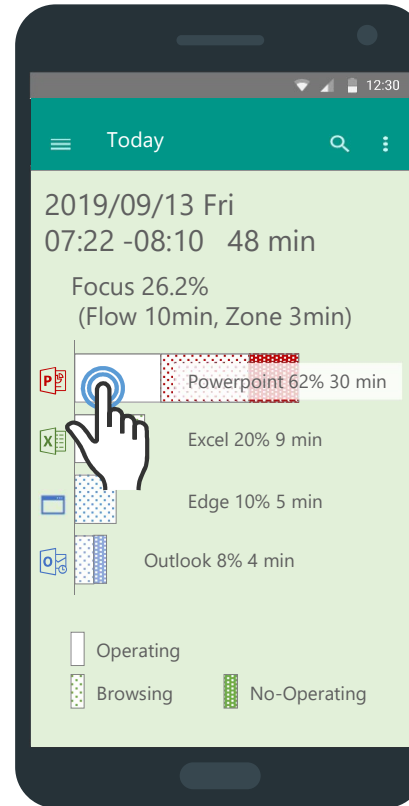 12:30
Today
2019/09/13 Fri
07:22 -08:10 48 min
Focus 26.2%
(Flow 10min, Zone 3min)
P
Powerpoint 62% 30 min
X
Excel 20% 9 min
Edge 10% 5 min
O
Outlook 8% 4 min
Operating
Browsing
No-Operating